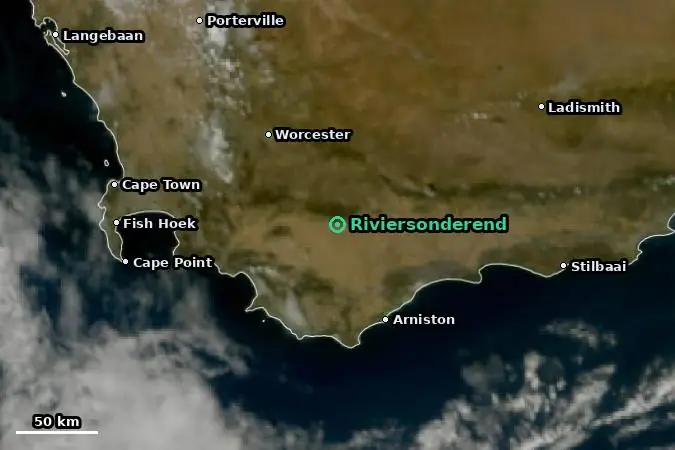 Porterville
Langebaan
Ladismith
Worcester
Cape Town
Fish Hoek
Riviersonderend
Cape Point
Stilbaai
Arniston
50 km